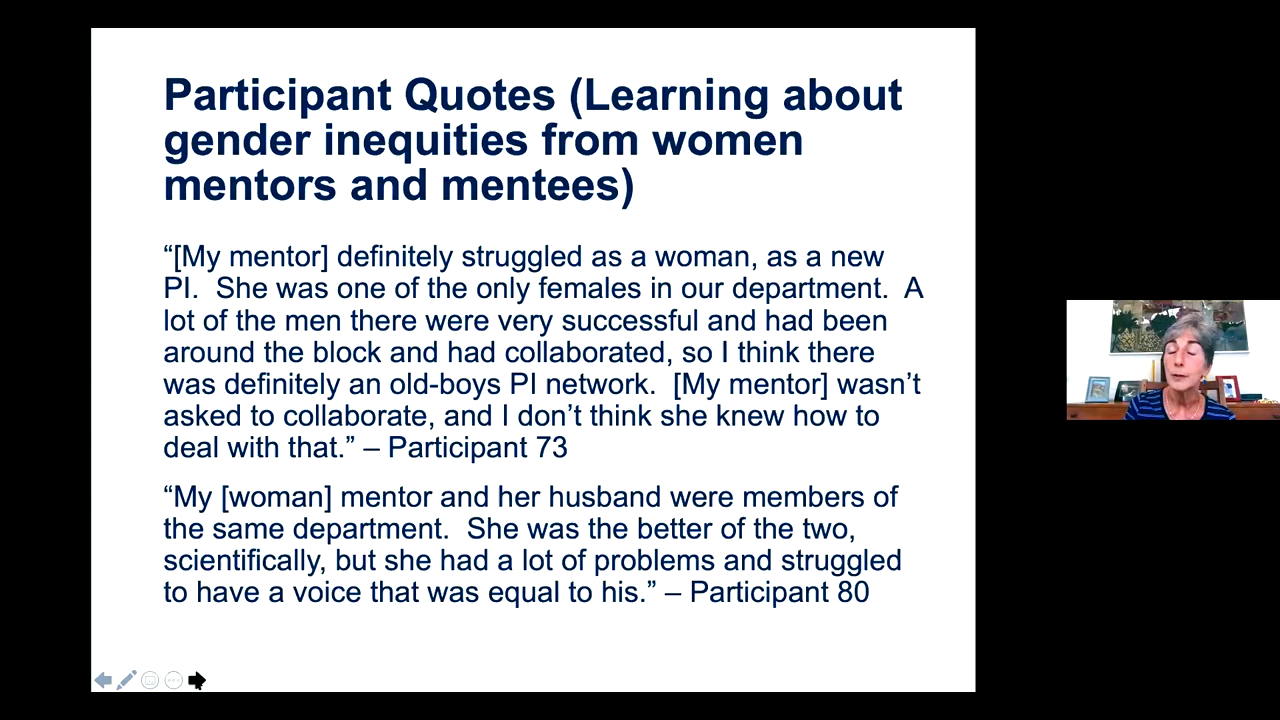 Participant Quotes (Learning about
gender inequities from women
mentors and mentees)
“[My mentor] definitely struggled as a woman, as a new
PI.  She was one of the only females in our department.  A
lot of the men there were very successful and had been
around the block and had collaborated, so I think there
was definitely an old-boys PI network.  [My mentor] wasn’t
asked to collaborate, and I don’t think she knew how to
deal with that.” – Participant 73
“My [woman] mentor and her husband were members of
the same department.  She was the better of the two,
scientifically, but she had a lot of problems and struggled
to have a voice that was equal to his.” – Participant 80